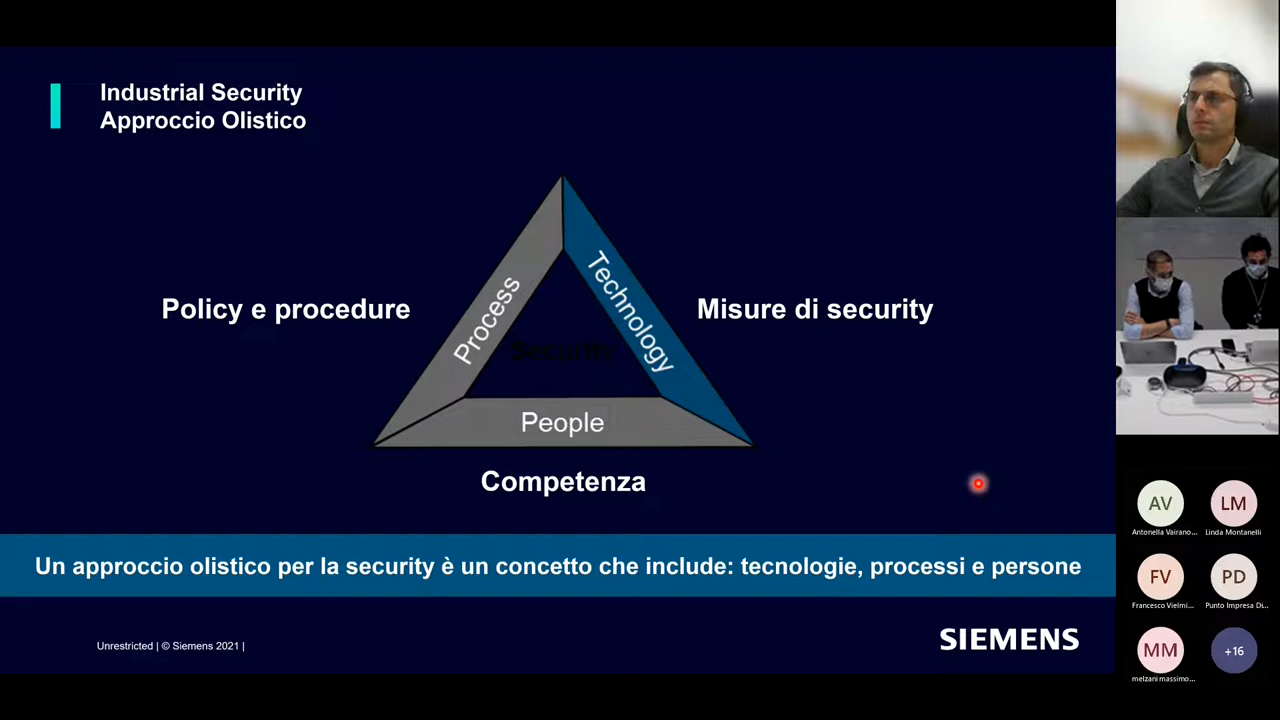 Industrial Security
Approccio Olistico
Policy e procedure
Process
Technology
Misure di security
Security
People
Competenza
Un approccio olistico per la security è un concetto che include: tecnologie, processi e persone
Unrestricted | © Siemens 2021 |
SIEMENS
AV
LM
Antonella Vairano...
Linda Montanelli
FV
PD
Francesco Vielmi...
Punto Impresa Di...
MM
+16
melzani massimo...